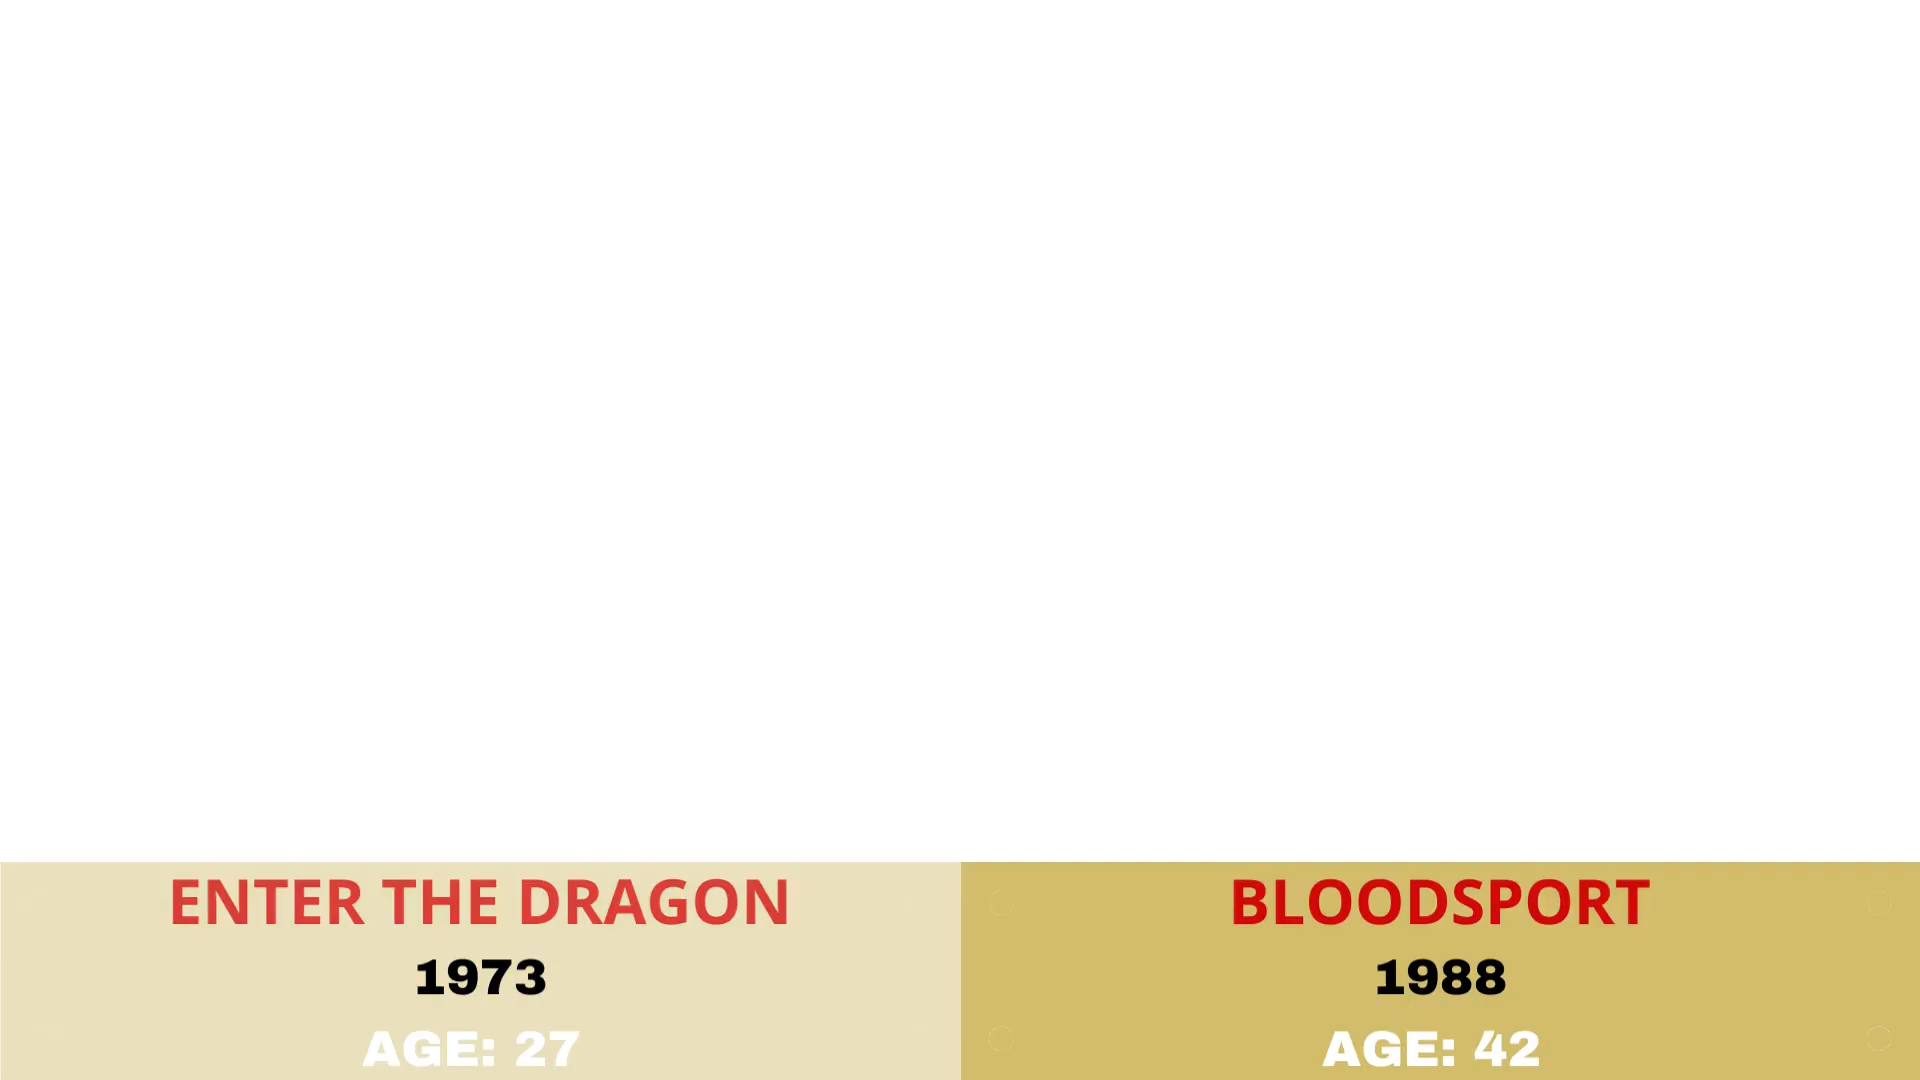 ENTER THE DRAGON
1973
AGE: 27
BLOODSPORT
1988
AGE: 42